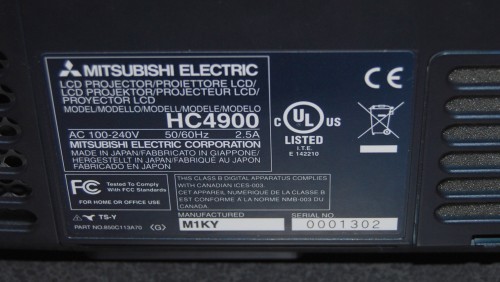 MITSUBISHI ELECTRIC
LCD PROJECTOR/PROIETTORE LCD/
LCD PROJEKTOR/PROJECTEUR LCD/
PROYECTOR LCD
MODEL/MODELLO/MODELL/MODELE/MODELO
HC4900
AC 100-240V 50/60Hz 2.5A
MITSUBISHI ELECTRIC CORPORATION
MADE IN JAPAN/FABBRICATO IN GIAPPONE/
HERGESTELLT IN JAPAN/FABRIQUÉ AU JAPON/
FABRICADO EN JAPÓN
CE
C UL US
LISTED
I.T.E.
E 142210
FC Tested To Comply
With FCC Standards
FOR HOME OR OFFICE USE
THIS CLASS B DIGITAL APPARATUS COMPLIES
WITH CANADIAN ICES-003.
CET APPAREIL NUMÉRIQUE DE LA CLASSE B
EST CONFORME À LA NORME NMB-003 DU
CANADA.
TS-Y
PART NO.650C113A70 (G)
MANUFACTURED
M1KY
SERIAL NO
0001302